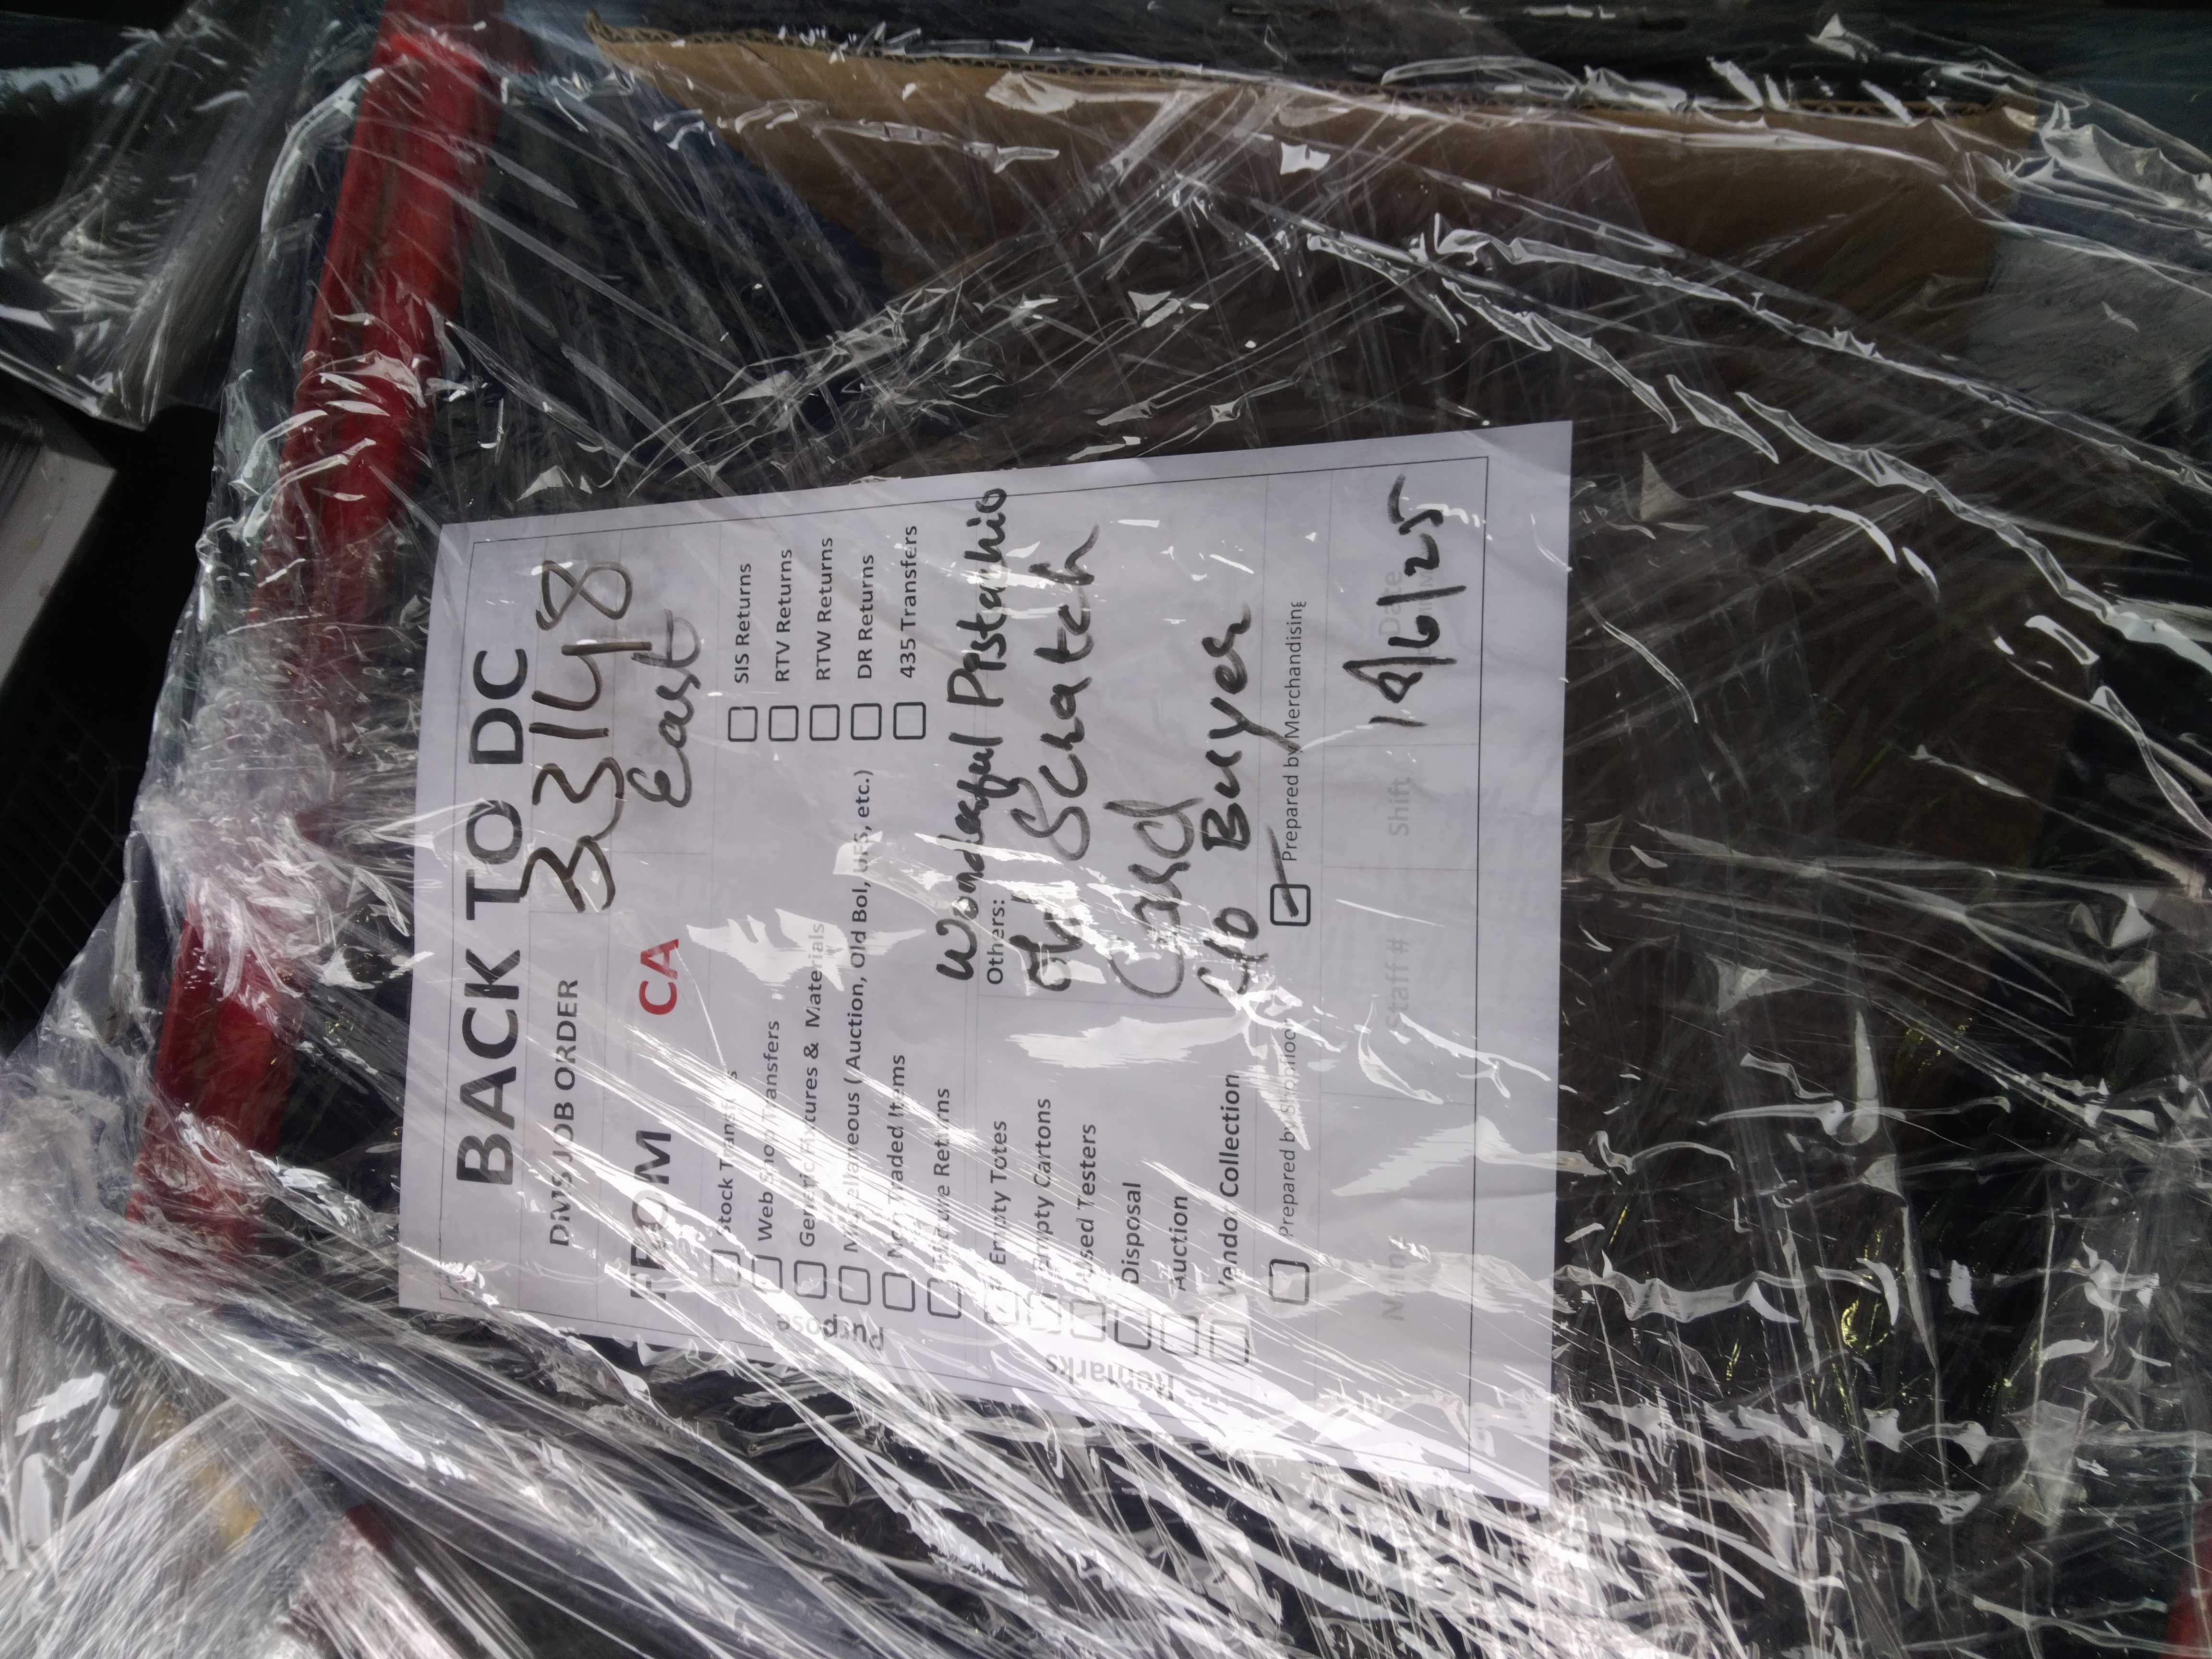 BACK TO DC
DMS JOB ORDER 33148
FROM CA East
Purpose
Stock Transfers
SIS Returns
Web Shop Transfers
RTV Returns
Generic Fixtures & Materials
RTW Returns
Miscellaneous (Auction, Old Bol, etc.)
DR Returns
Non Traded Items
435 Transfers
Fixture Returns
Wonderful Pistachio
Remarks
Empty Totes
Others:
Empty Cartons
Scratch
Used Testers
Card
Disposal
Auction
C/O Buyer
Vendor Collection
Prepared by Shopfloor
Prepared by Merchandising
Name
Staff #
Shift
Date
/6/25